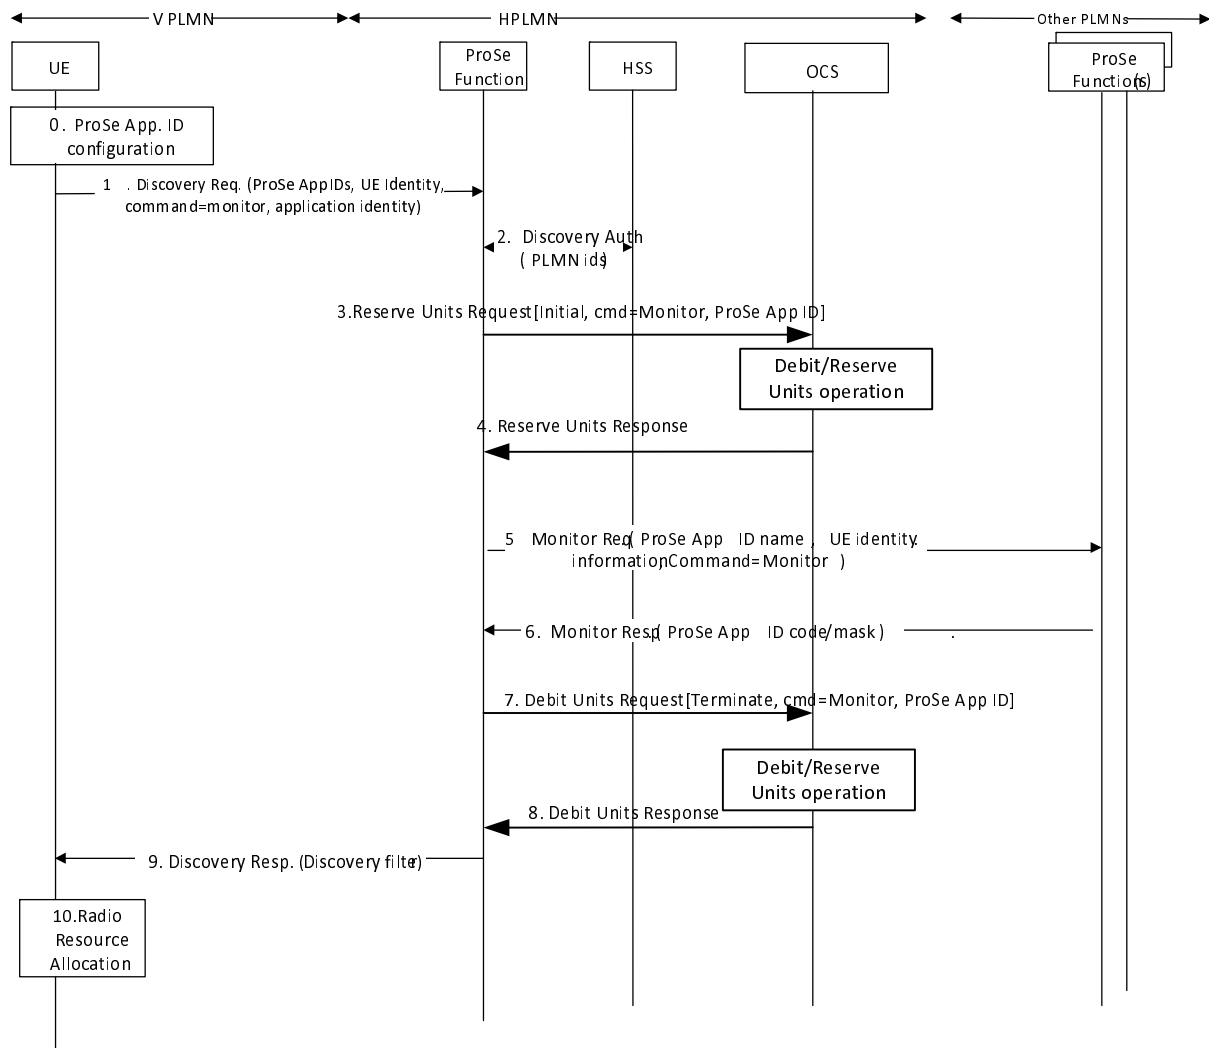 V PLMN HPLMN Other PLMNs
UE
ProSe
Function
HSS
OCS
ProSe
Function(s)
0. ProSe App. ID
configuration
1 . Discovery Req. (ProSe AppIDs, UE Identity,
command=monitor, application identity)
2. Discovery Auth
( PLMN ids)
3.Reserve Units Request[Initial, cmd=Monitor, ProSe App ID]
Debit/Reserve
Units operation
4. Reserve Units Response
5 Monitor Req.( ProSe App ID name , UE identity.
information,Command=Monitor )
6. Monitor Resp.( ProSe App ID code/mask) .
7. Debit Units Request[Terminate, cmd=Monitor, ProSe App ID]
Debit/Reserve
Units operation
8. Debit Units Response
9. Discovery Resp. (Discovery filter)
10.Radio
Resource
Allocation